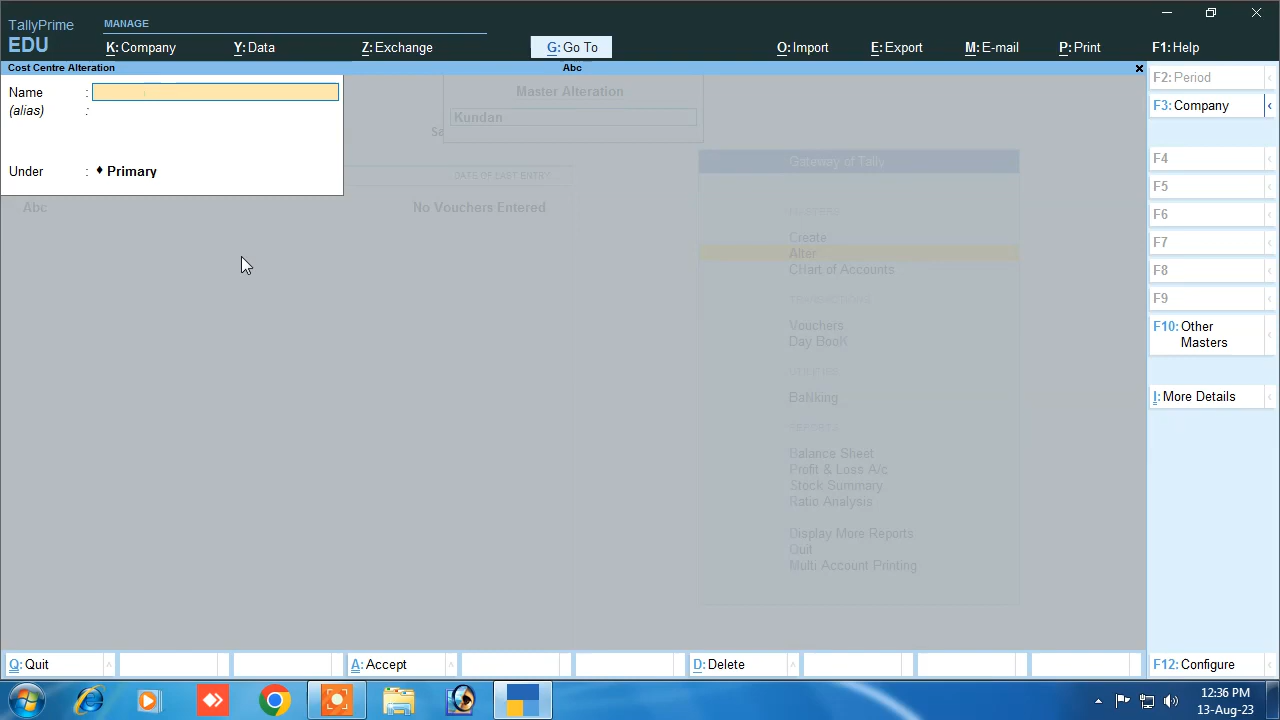 TallyPrime
EDU
MANAGE
K: Company
Y: Data
Z: Exchange
G: Go To
O: Import
E: Export
M: E-mail
P: Print
F1: Help
Cost Centre Alteration
Abc
Name :
(alias) :
Under : ♦ Primary
Master Alteration
Kundan
DATE OF LAST ENTRY
Abc
No Vouchers Entered
Gateway of Tally
MASTERS
Create
Alter
CHart of Accounts
TRANSACTIONS
Vouchers
Day BooK
UTILITIES
BaNking
REPORTS
Balance Sheet
Profit & Loss A/c
Stock Summary
Ratio Analysis
Display More Reports
Quit
Multi Account Printing
F2: Period
F3: Company
F4
F5
F6
F7
F8
F9
F10: Other
Masters
I: More Details
F12: Configure
Q: Quit
A: Accept
D: Delete
12:36 PM
13-Aug-23